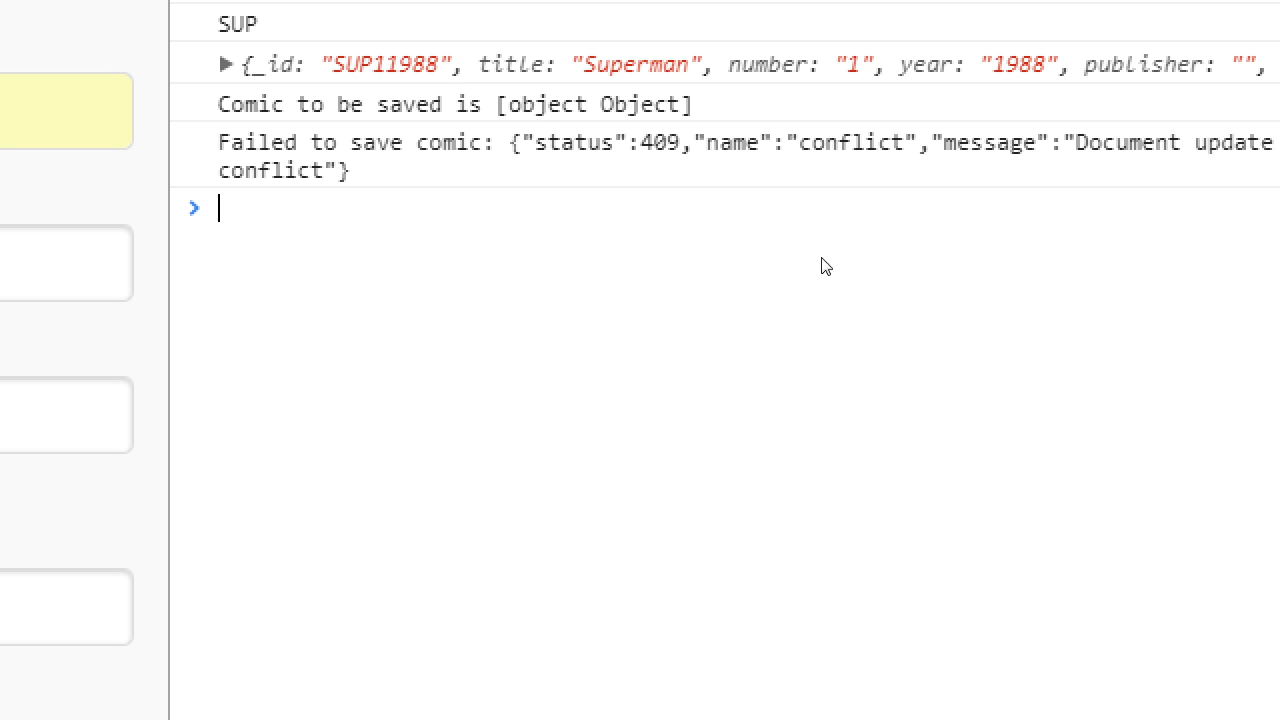 SUP
▶{_id: "SUP11988", title: "Superman", number: "1", year: "1988", publisher: "",
Comic to be saved is [object Object]
Failed to save comic: {"status":409,"name":"conflict","message":"Document update
conflict"}
>